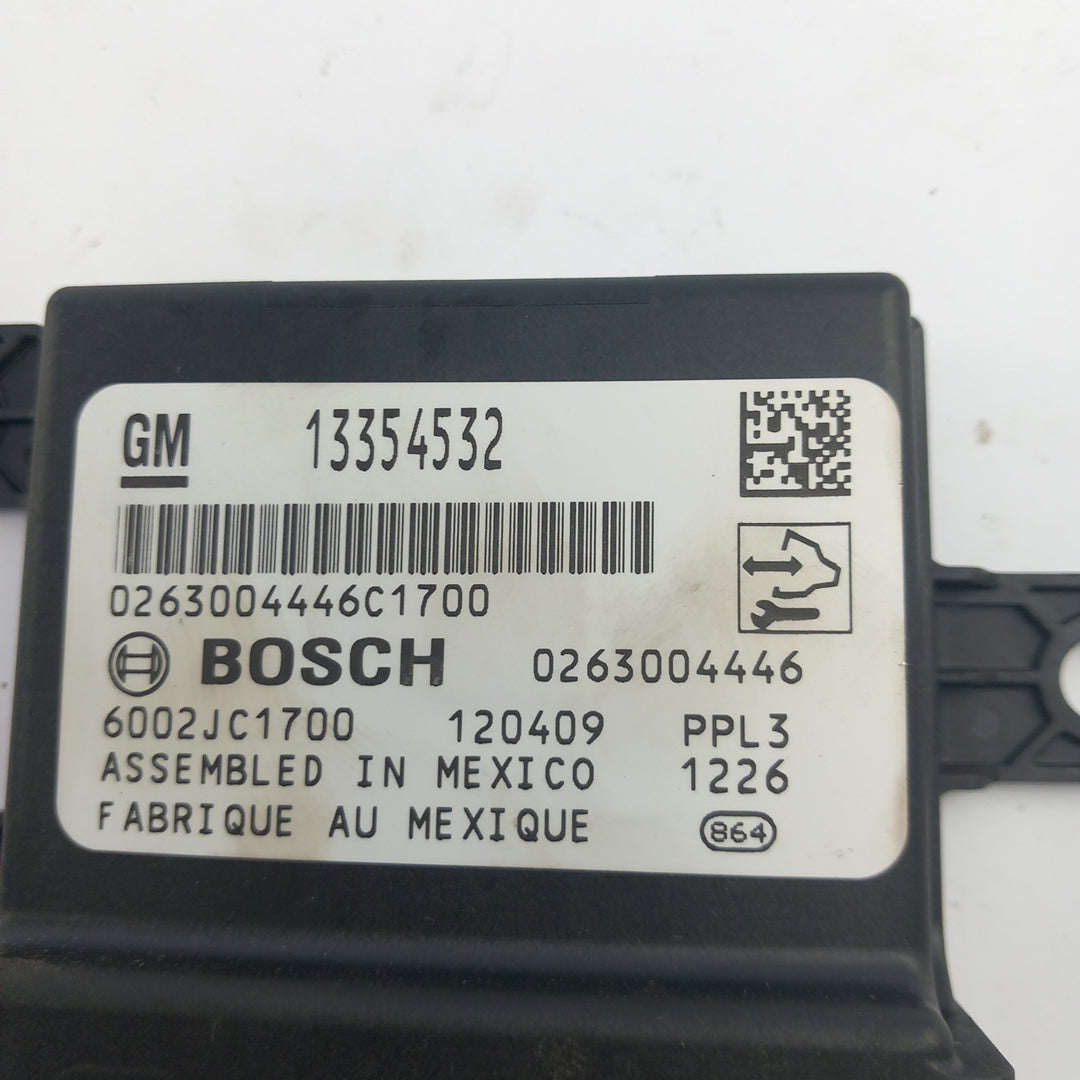 GM 13354532
0263004446C1700
BOSCH 0263004446
6002JC1700 120409 PPL3
ASSEMBLED IN MEXICO 1226
FABRIQUE AU MEXIQUE 864